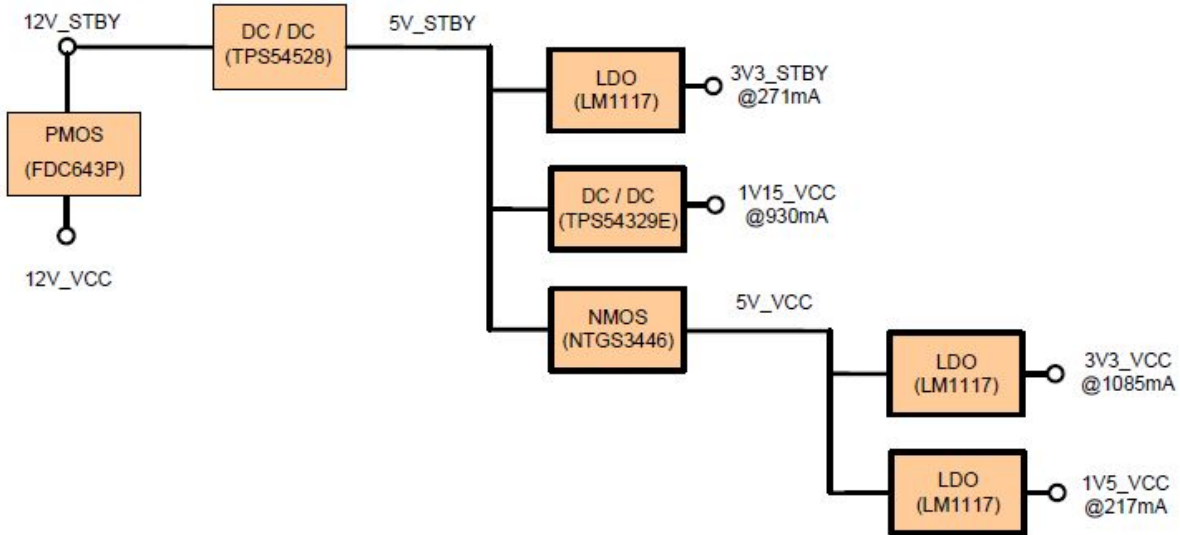 12V_STBY
DC / DC
(TPS54528)
5V_STBY
LDO
(LM1117)
3V3_STBY
@271mA
PMOS
(FDC643P)
DC / DC
(TPS54329E)
1V15_VCC
@930mA
12V_VCC
NMOS
(NTGS3446)
5V_VCC
LDO
(LM1117)
3V3_VCC
@1085mA
LDO
(LM1117)
1V5_VCC
@217mA